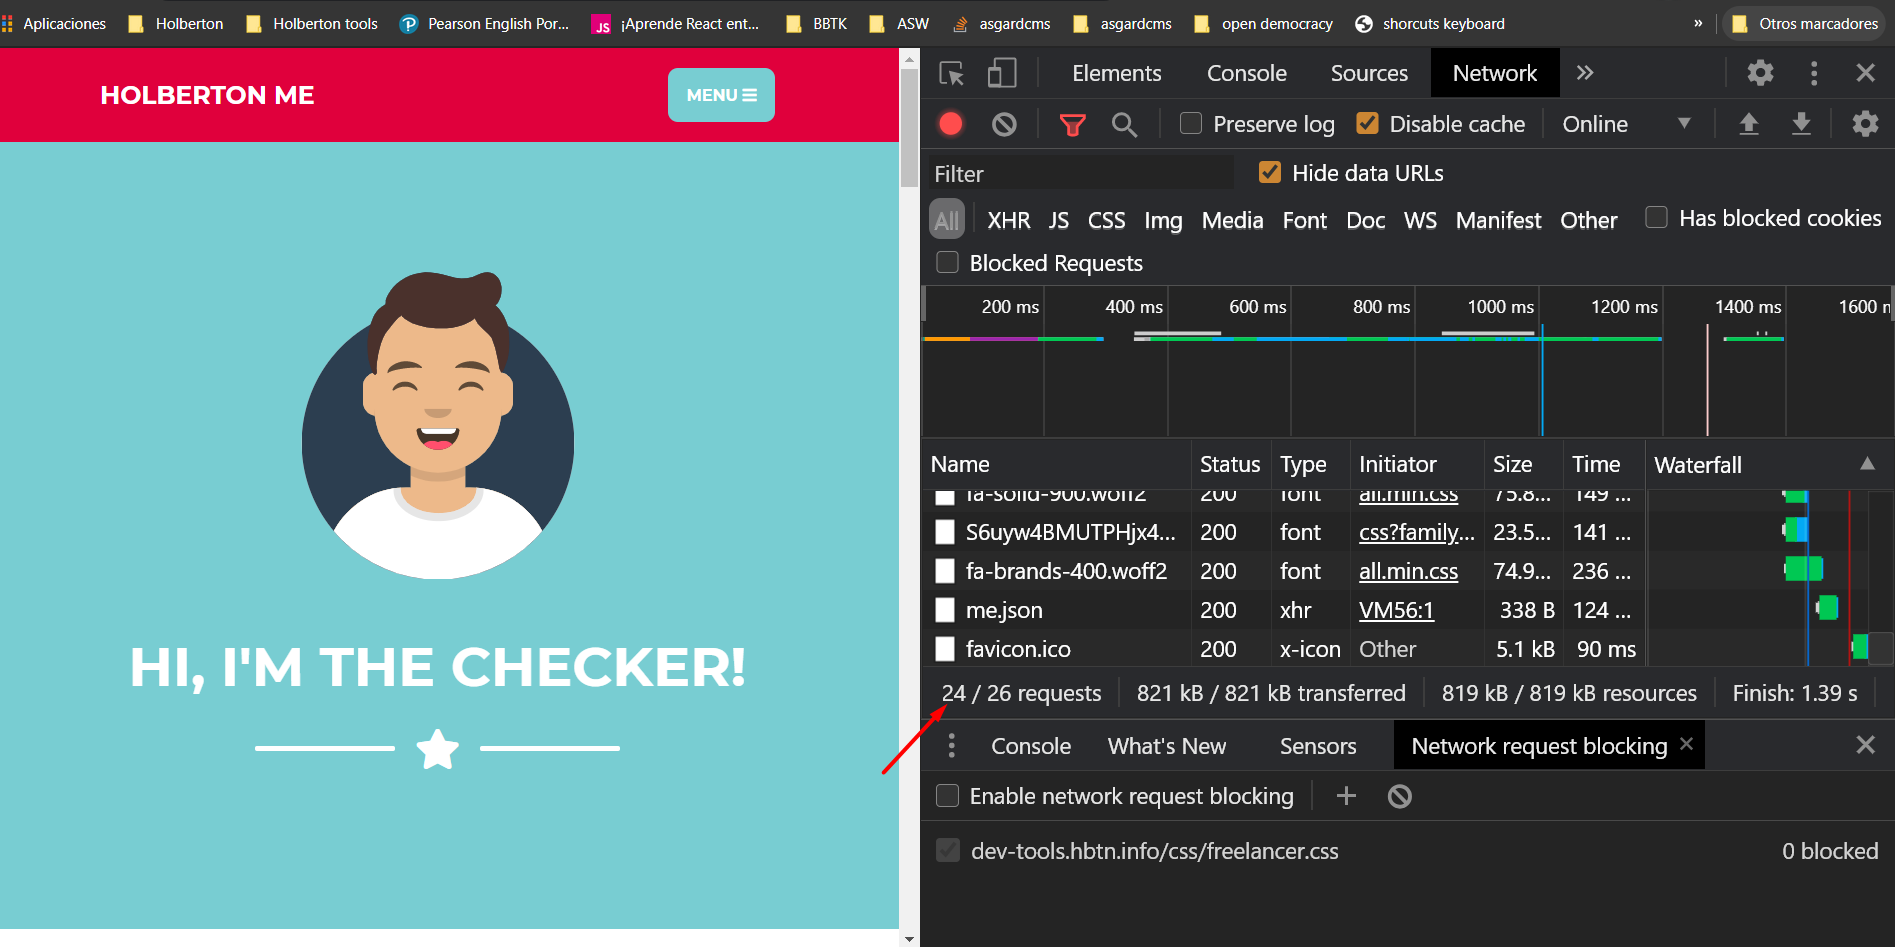 Aplicaciones Holberton Holberton tools Pearson English Por... JS ¡Aprende React ent... BBTK ASW asgardcms asgardcms open democracy shorcuts keyboard » Otros marcadores
HOLBERTON ME
MENU
HI, I'M THE CHECKER!
Elements Console Sources Network
Preserve log Disable cache Online
Filter Hide data URLs
All XHR JS CSS Img Media Font Doc WS Manifest Other Has blocked cookies
Blocked Requests
200 ms 400 ms 600 ms 800 ms 1000 ms 1200 ms 1400 ms 1600 m
Name Status Type Initiator Size Time Waterfall
fa-solid-900.woff2 200 font all.min.css 75.8... 149 ...
S6uyw4BMUTPHjx4... 200 font css?family... 23.5... 141 ...
fa-brands-400.woff2 200 font all.min.css 74.9... 236 ...
me.json 200 xhr VM56:1 338 B 124 ...
favicon.ico 200 x-icon Other 5.1 kB 90 ms
24 / 26 requests 821 kB / 821 kB transferred 819 kB / 819 kB resources Finish: 1.39 s
Console What's New Sensors Network request blocking
Enable network request blocking
dev-tools.hbtn.info/css/freelancer.css 0 blocked